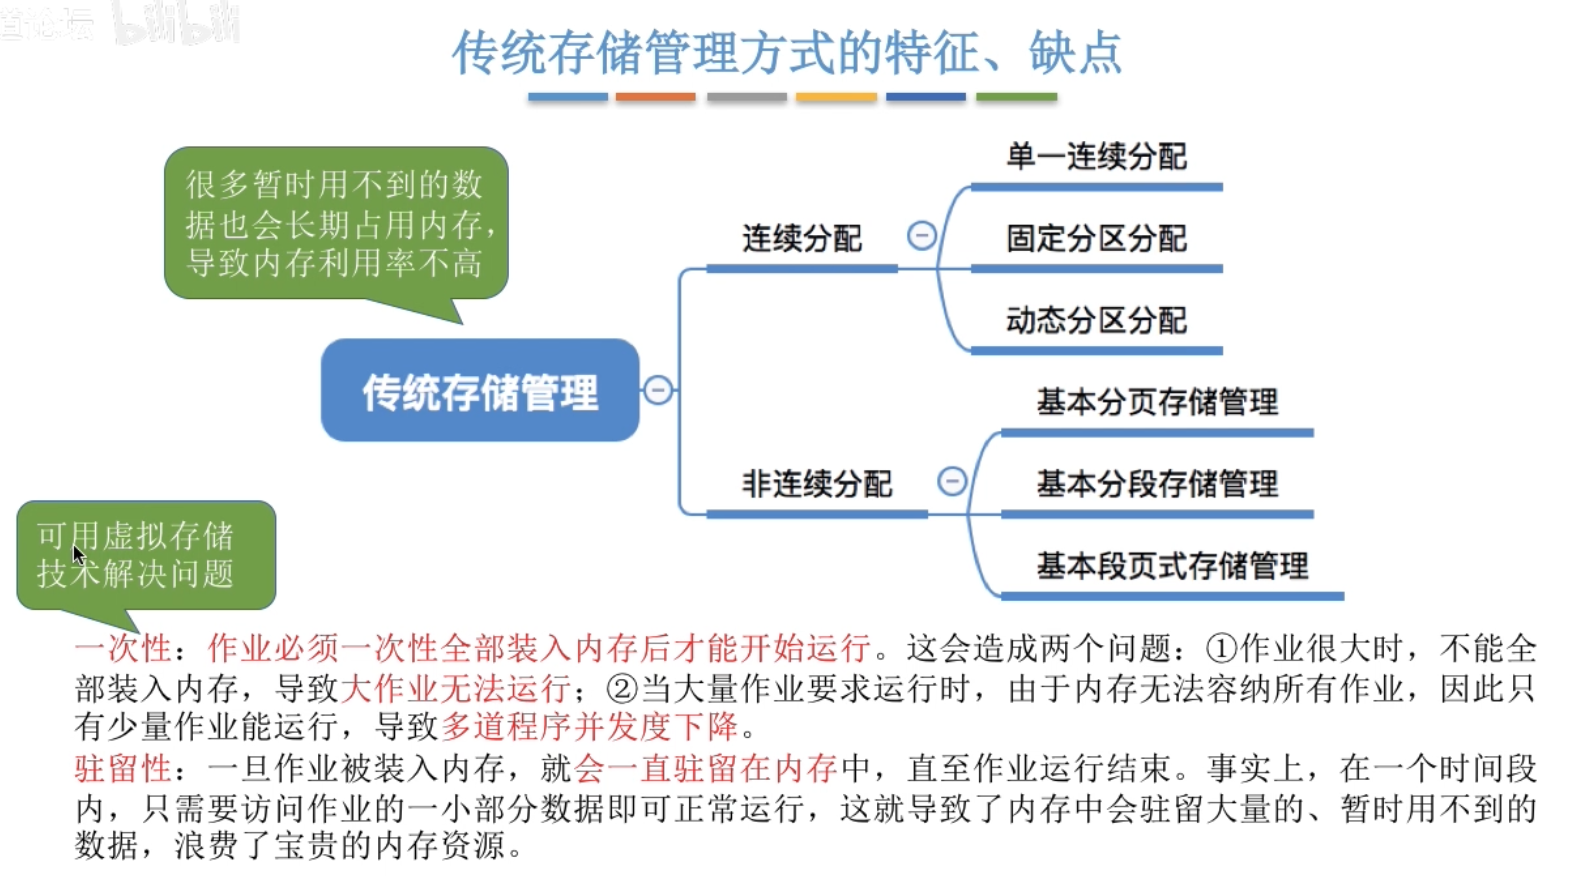 道论坛 bilibili
传统存储管理方式的特征、缺点
很多暂时用不到的数
据也会长期占用内存，
导致内存利用率不高
传统存储管理
连续分配
单一连续分配
固定分区分配
动态分区分配
非连续分配
基本分页存储管理
基本分段存储管理
基本段页式存储管理
可用虚拟存储
技术解决问题
一次性：作业必须一次性全部装入内存后才能开始运行。这会造成两个问题：①作业很大时，不能全
部装入内存，导致大作业无法运行；②当大量作业要求运行时，由于内存无法容纳所有作业，因此只
有少量作业能运行，导致多道程序并发度下降。
驻留性：一旦作业被装入内存，就会一直驻留在内存中，直至作业运行结束。事实上，在一个时间段
内，只需要访问作业的一小部分数据即可正常运行，这就导致了内存中会驻留大量的、暂时用不到的
数据，浪费了宝贵的内存资源。